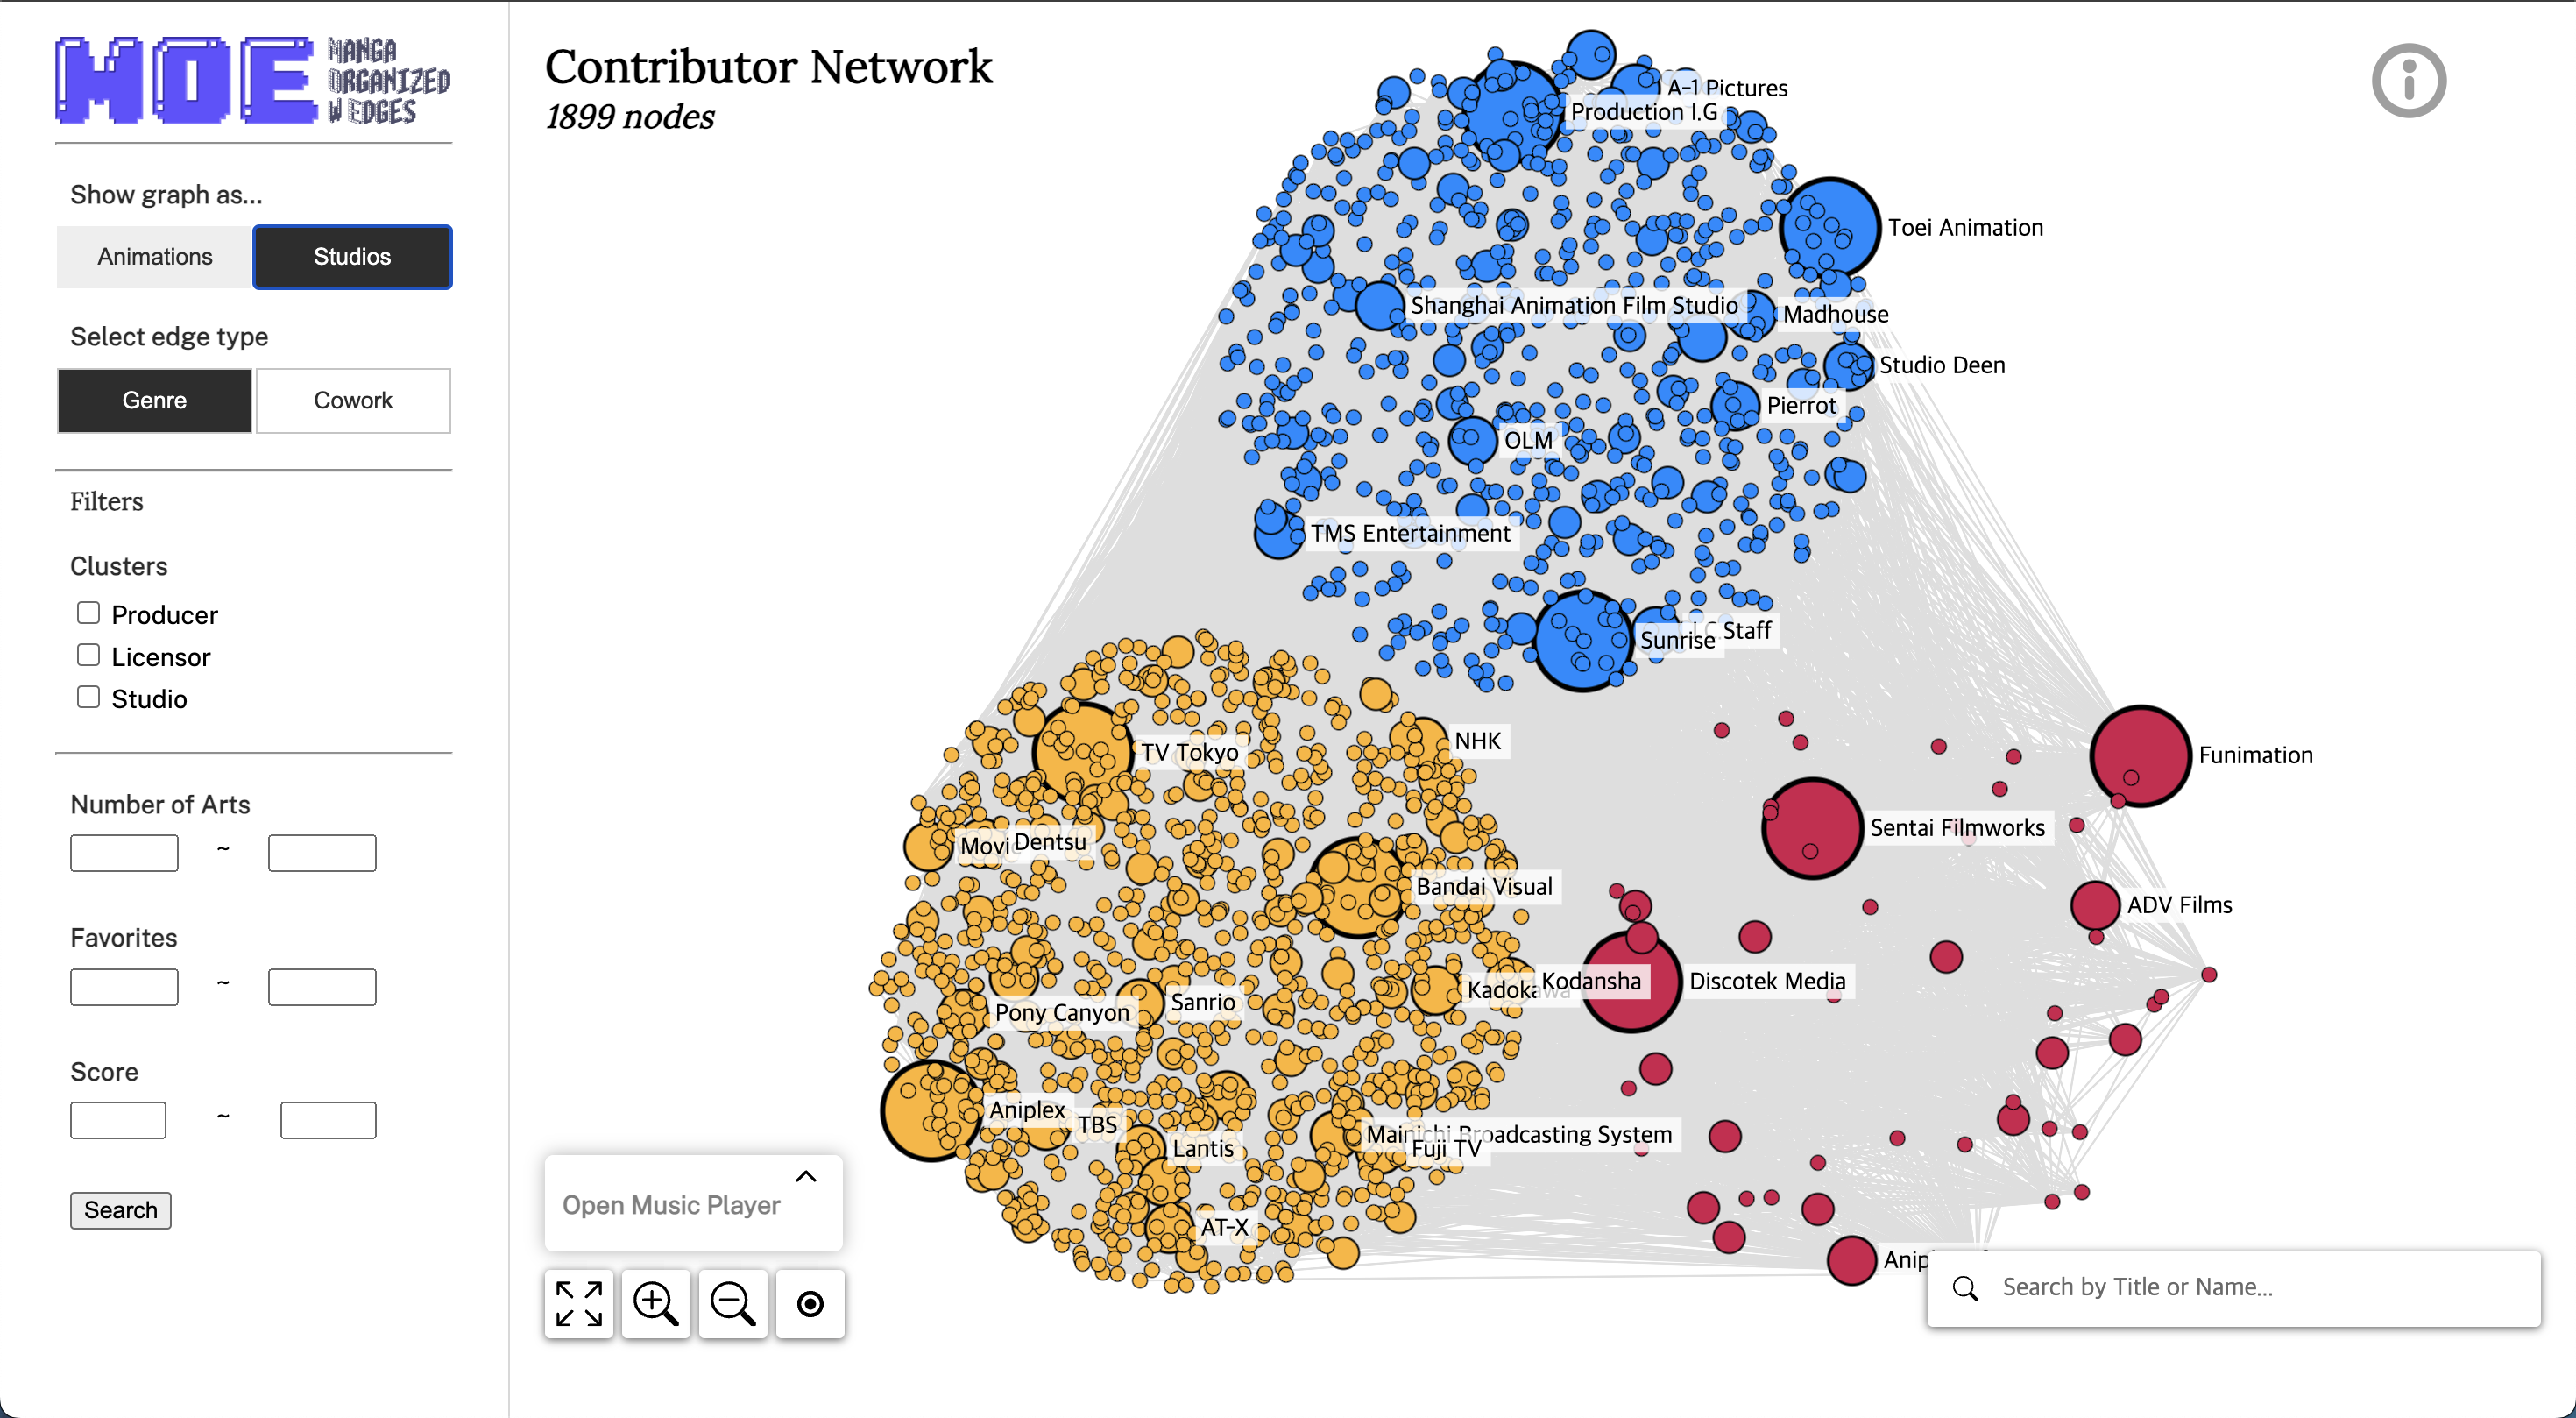 MOE
MANGA
ORGANIZED
W EDGES
Show graph as...
Animations
Studios
Select edge type
Genre
Cowork
Filters
Clusters
Producer
Licensor
Studio
Number of Arts
~
Favorites
~
Score
~
Search
Contributor Network
1899 nodes
A-1 Pictures
Production I.G
Toei Animation
Shanghai Animation Film Studio
Madhouse
Studio Deen
Pierrot
OLM
TMS Entertainment
Sunrise
Staff
TV Tokyo
NHK
Funimation
Movi
Dentsu
Sentai Filmworks
Bandai Visual
ADV Films
Kadokawa
Kodansha
Discotek Media
Pony Canyon
Sanrio
Aniplex
TBS
Lantis
Mainichi Broadcasting System
Fuji TV
AT-X
Open Music Player
Search by Title or Name...